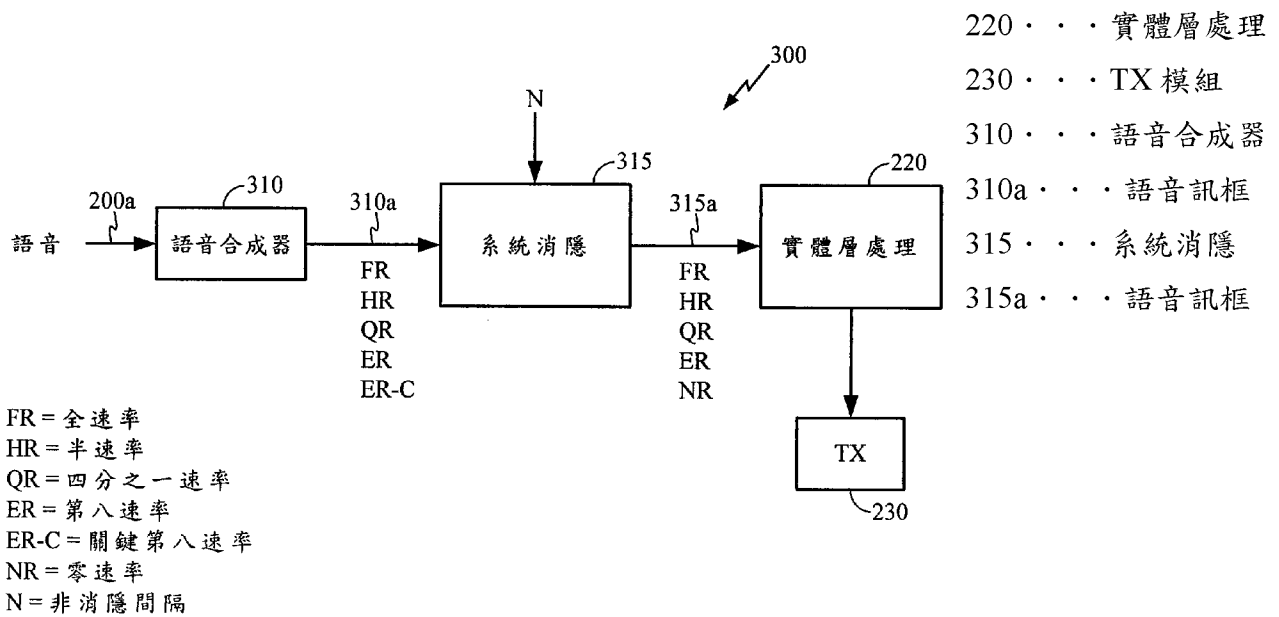 220···實體層處理
230···TX 模組
310···語音合成器
310a···語音訊框
315···系統消隱
315a···語音訊框
300
N
315
220
310
200a
310a
315a
語音
語音合成器
系統消隱
實體層處理
FR
HR
QR
ER
ER-C
FR
HR
QR
ER
NR
TX
230
FR=全速率
HR=半速率
QR=四分之一速率
ER=第八速率
ER-C=關鍵第八速率
NR=零速率
N=非消隱間隔